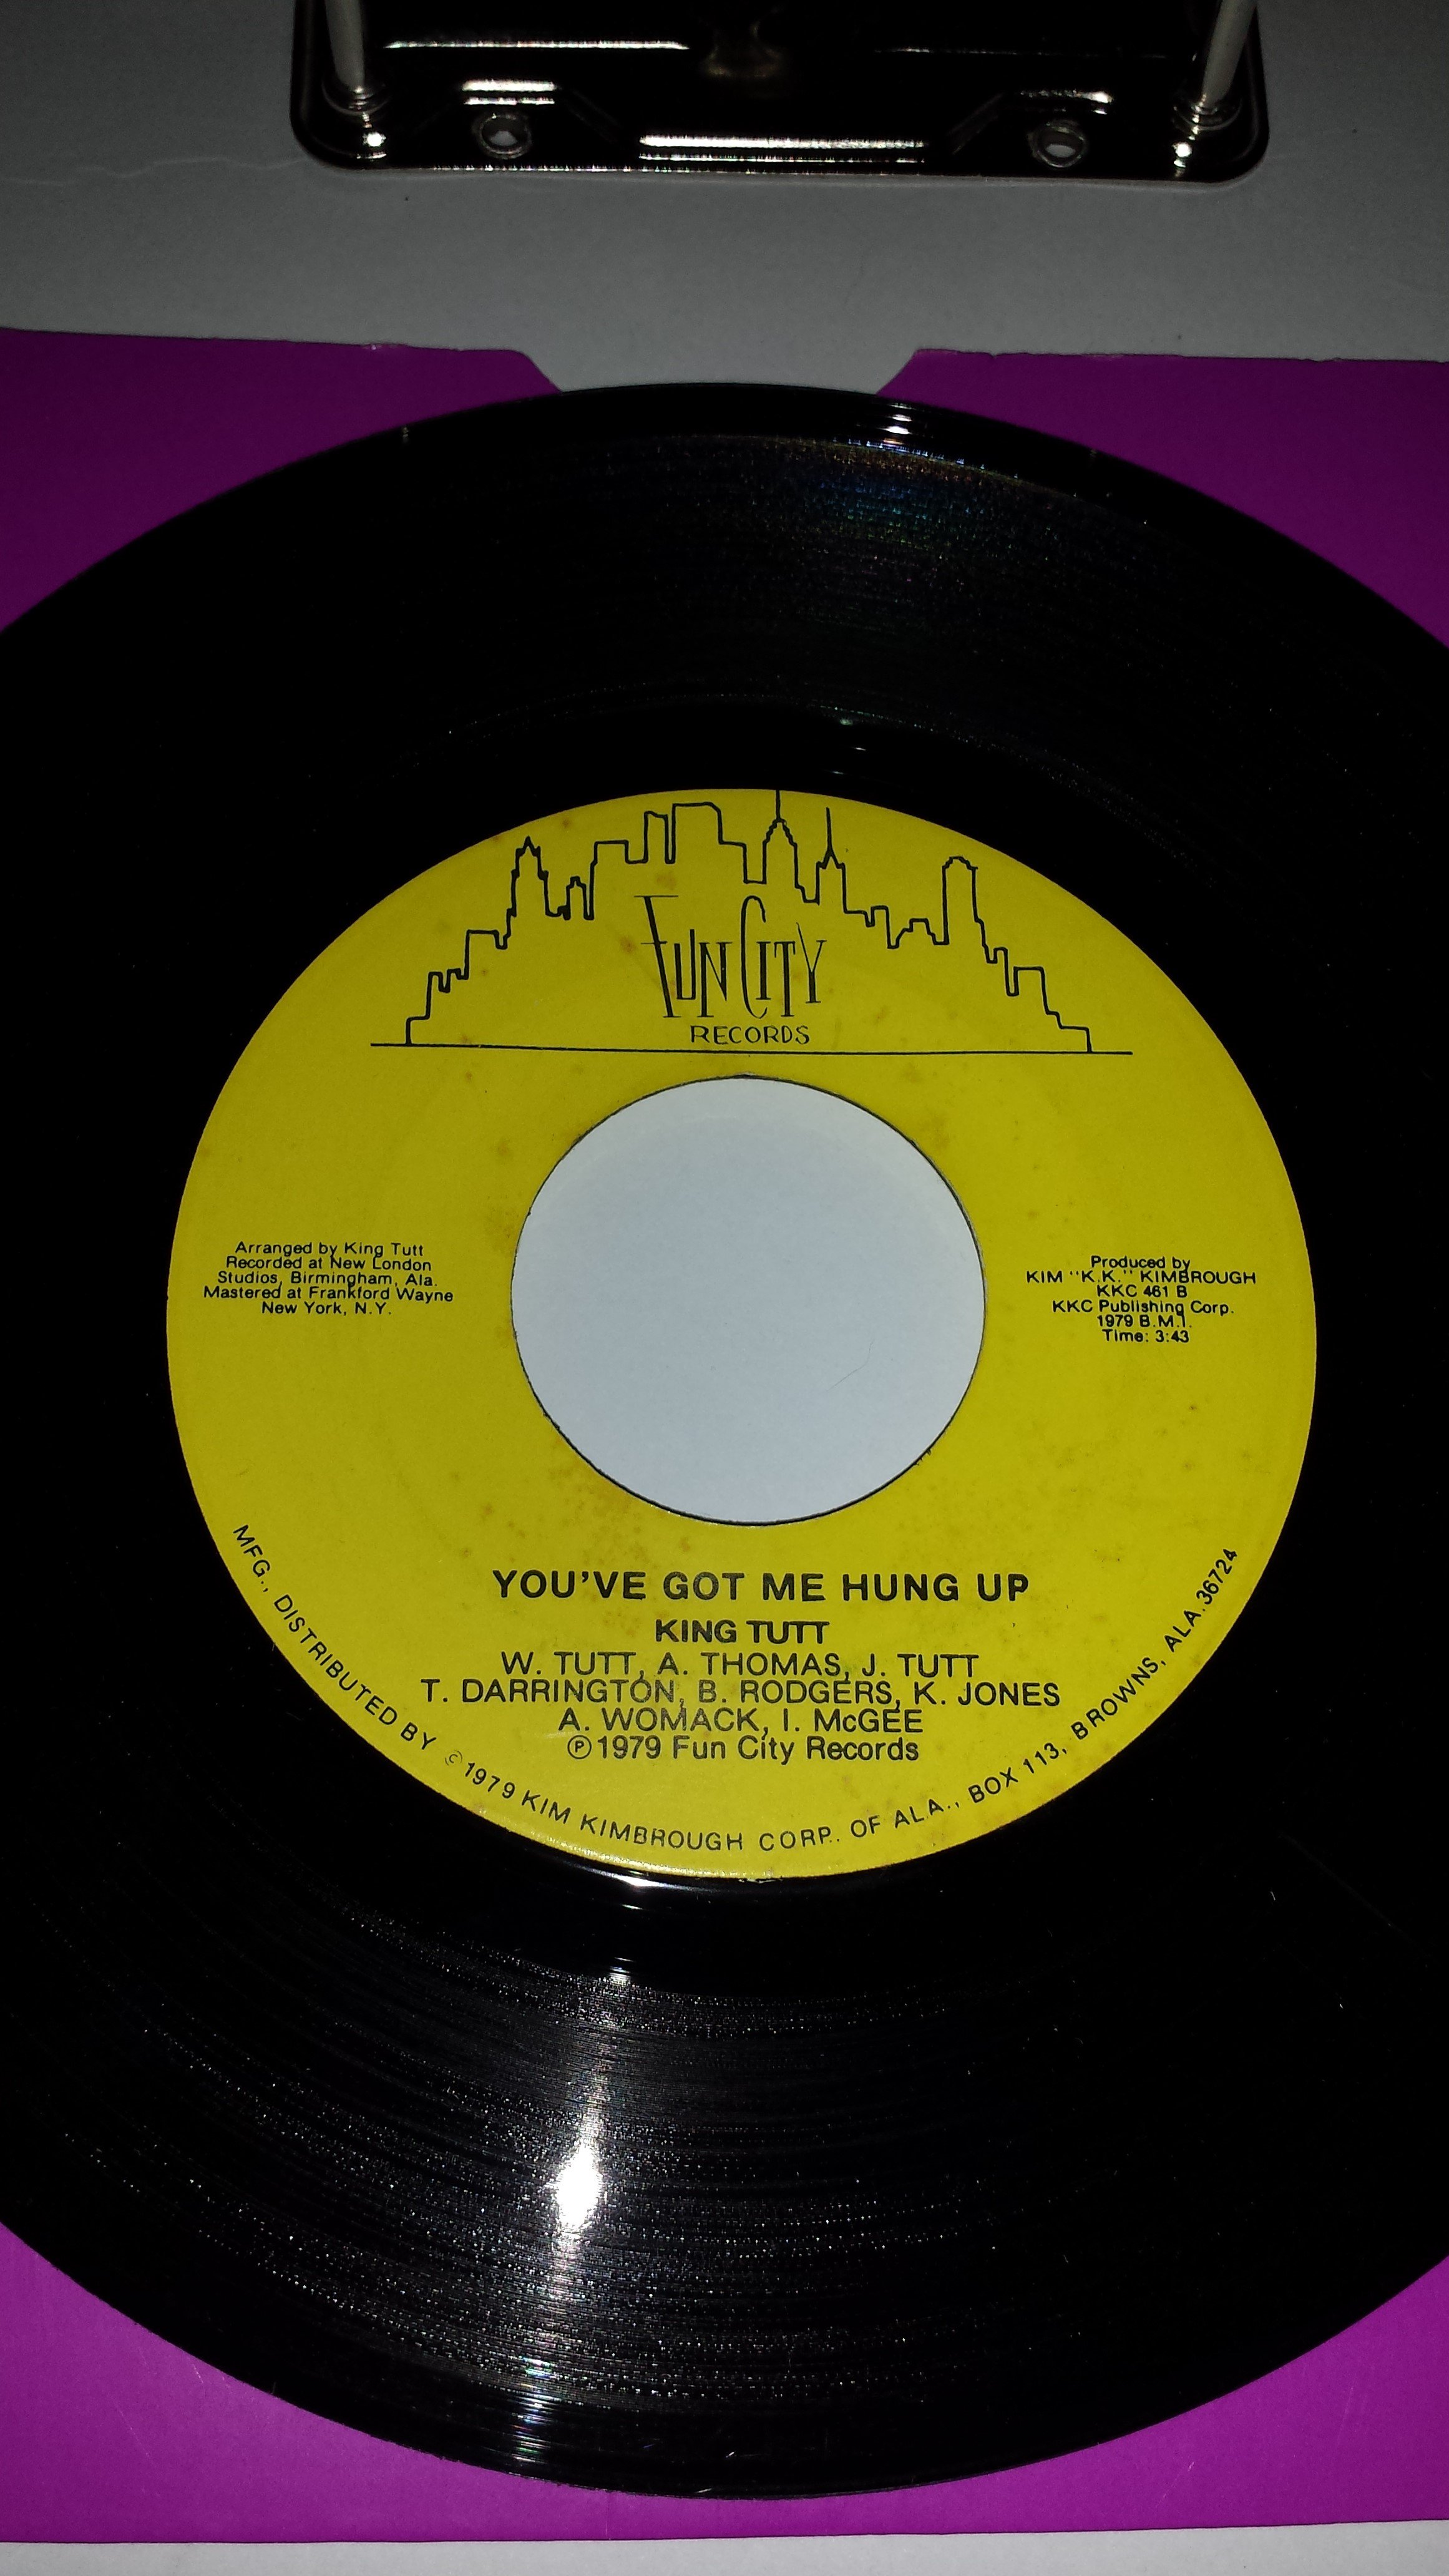 FUN CITY
RECORDS
Arranged by King Tutt
Recorded at New London
Studios, Birmingham, Ala.
Mastered at Frankford Wayne
New York, N.Y.
Produced by
KIM "K.K." KIMBROUGH
KKC 461 B
KKC Publishing Corp.
1979 B.M.I.
Time: 3:43
YOU'VE GOT ME HUNG UP
KING TUTT
W. TUTT, A. THOMAS, J. TUTT
T. DARRINGTON, B. RODGERS, K. JONES
A. WOMACK, I. McGEE
Ⓟ1979 Fun City Records
MFG., DISTRIBUTED BY ©1979 KIM KIMBROUGH CORP.. OF ALA., BOX 113, BROWNS, ALA.36724